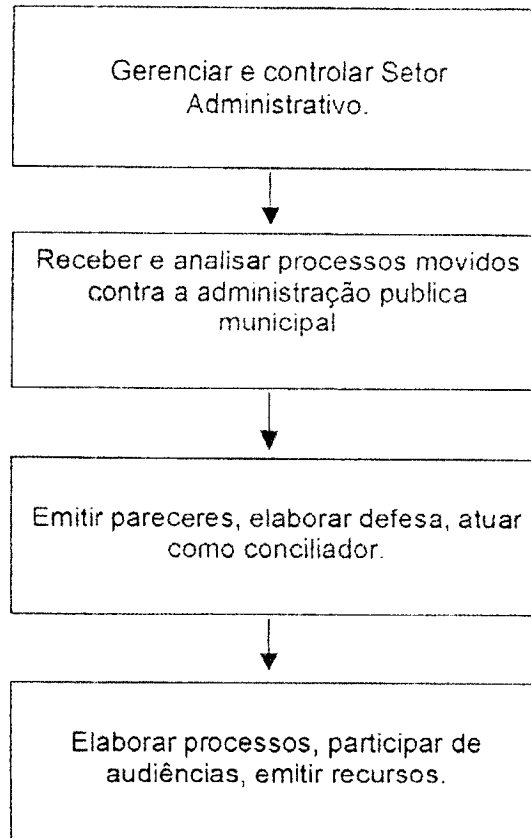 Gerenciar e controlar Setor
Administrativo.
Receber e analisar processos movidos
contra a administração publica
municipal
Emitir pareceres, elaborar defesa, atuar
como conciliador.
Elaborar processos, participar de
audiências, emitir recursos.